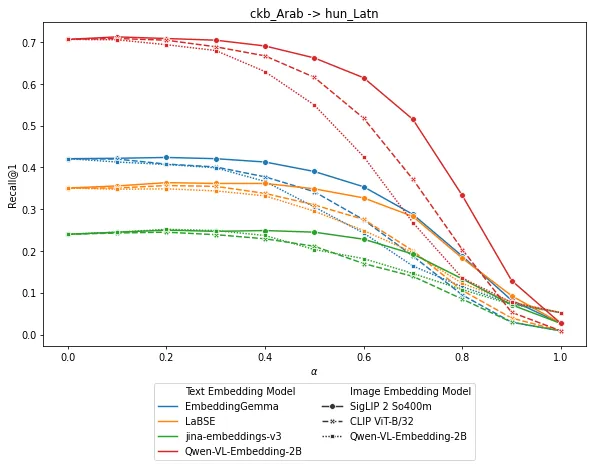 ckb_Arab -> hun_Latn
Recall@1
0.7
0.6
0.5
0.4
0.3
0.2
0.1
0.0
0.0 0.2 0.4 0.6 0.8 1.0
α
Text Embedding Model Image Embedding Model
EmbeddingGemma SigLIP 2 So400m
LaBSE CLIP ViT-B/32
jina-embeddings-v3 Qwen-VL-Embedding-2B
Qwen-VL-Embedding-2B